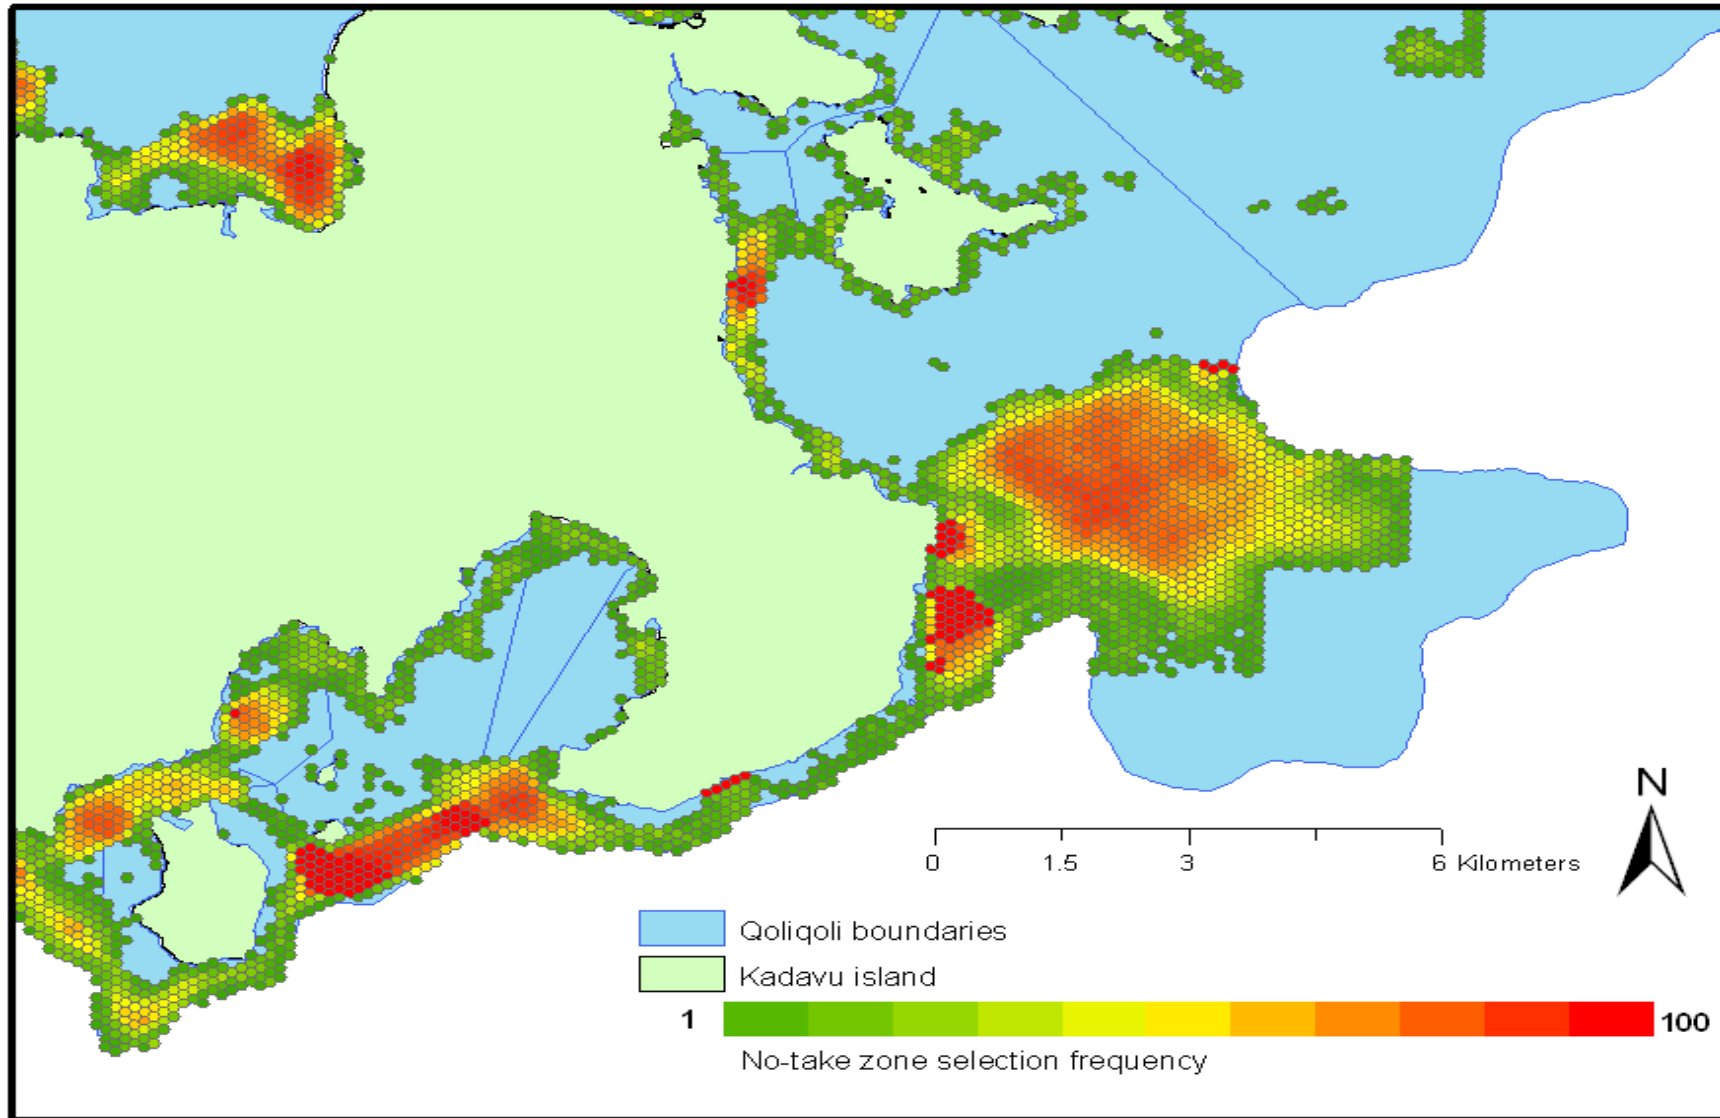 N
0 1.5 3 6 Kilometers
Qoliqoli boundaries
Kadavu island
1 100
No-take zone selection frequency